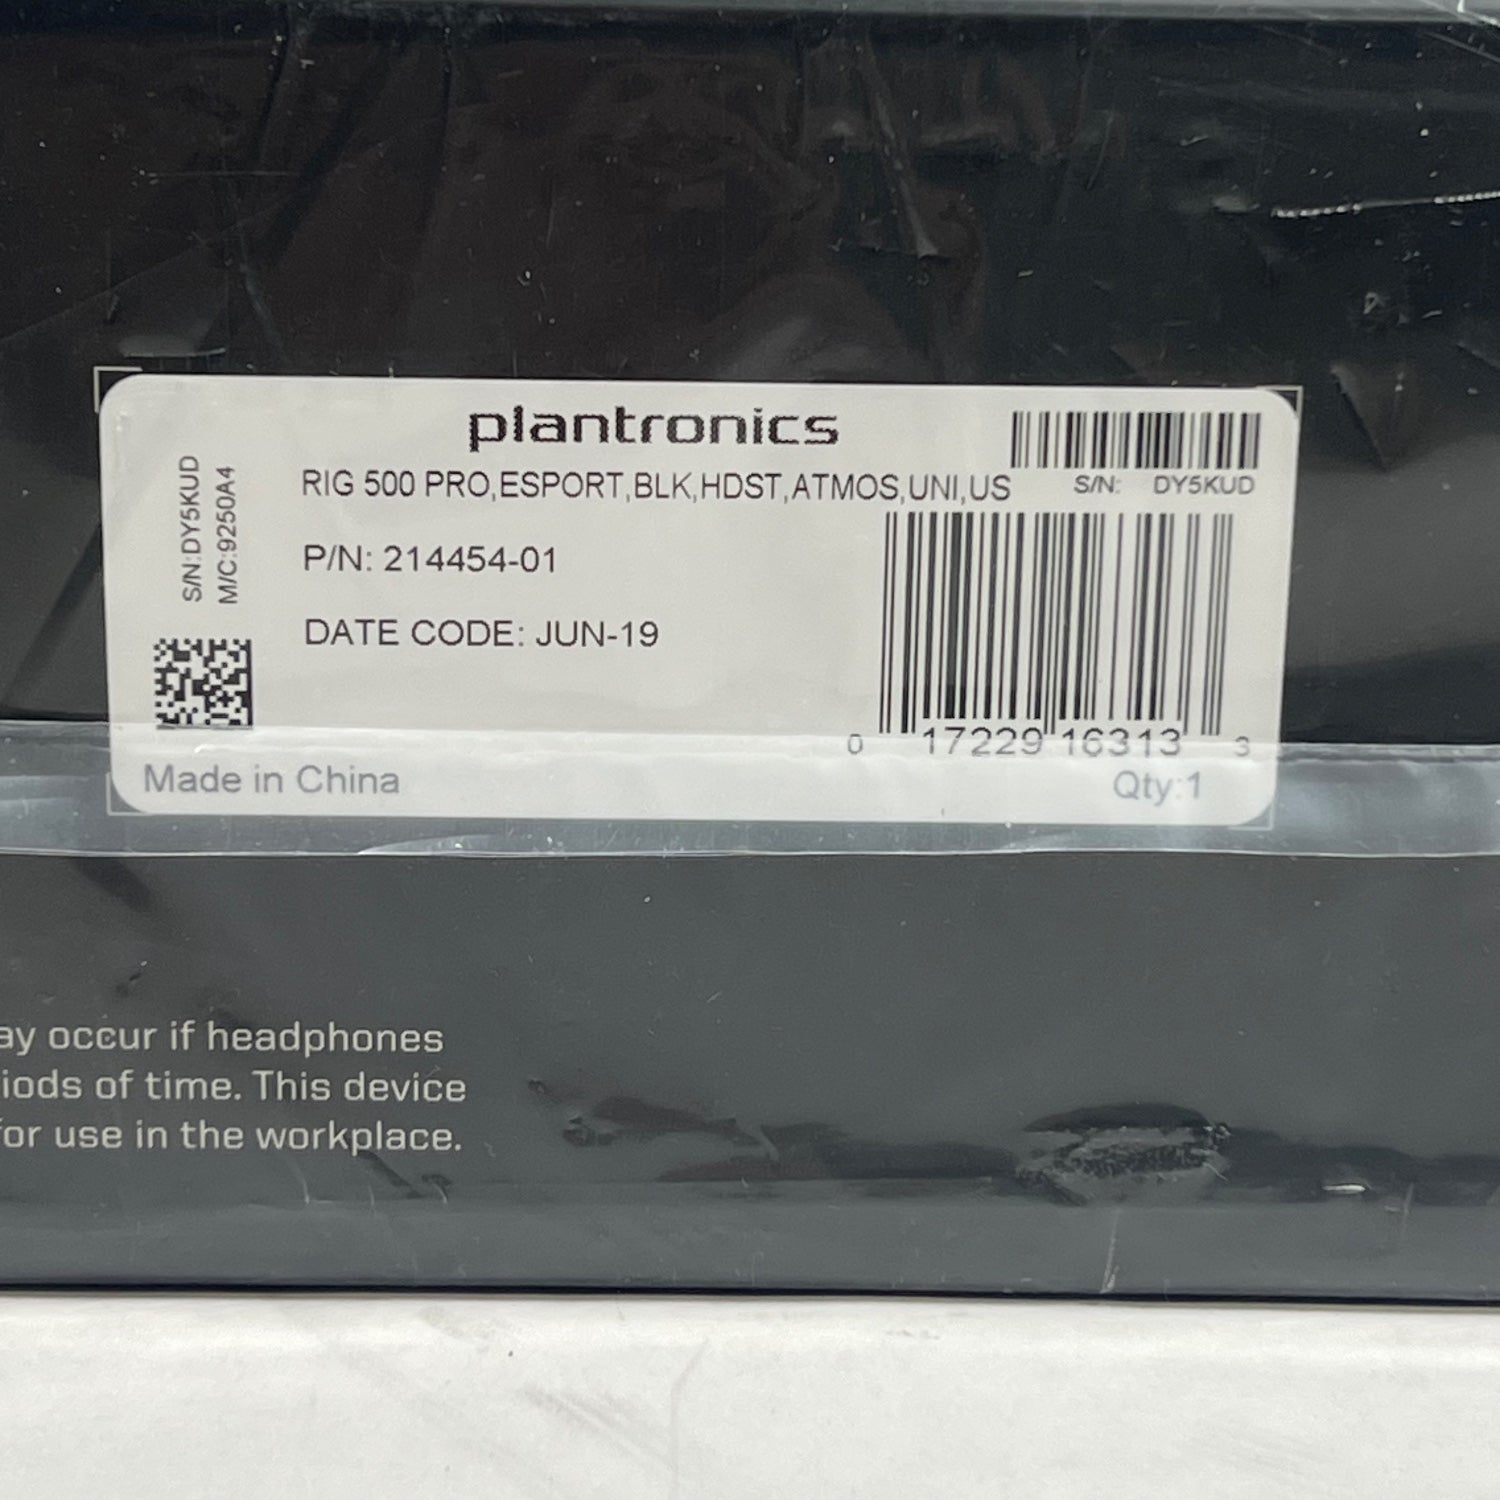 plantronics
RIG 500 PRO,ESPORT,BLK,HDST,ATMOS,UNI,US
S/N: DY5KUD
S/N:DY5KUD
M/C:9250A4
P/N: 214454-01
DATE CODE: JUN-19
0 17229 16313 3
Made in China
Qty:1
ay occur if headphones
iods of time. This device
for use in the workplace.